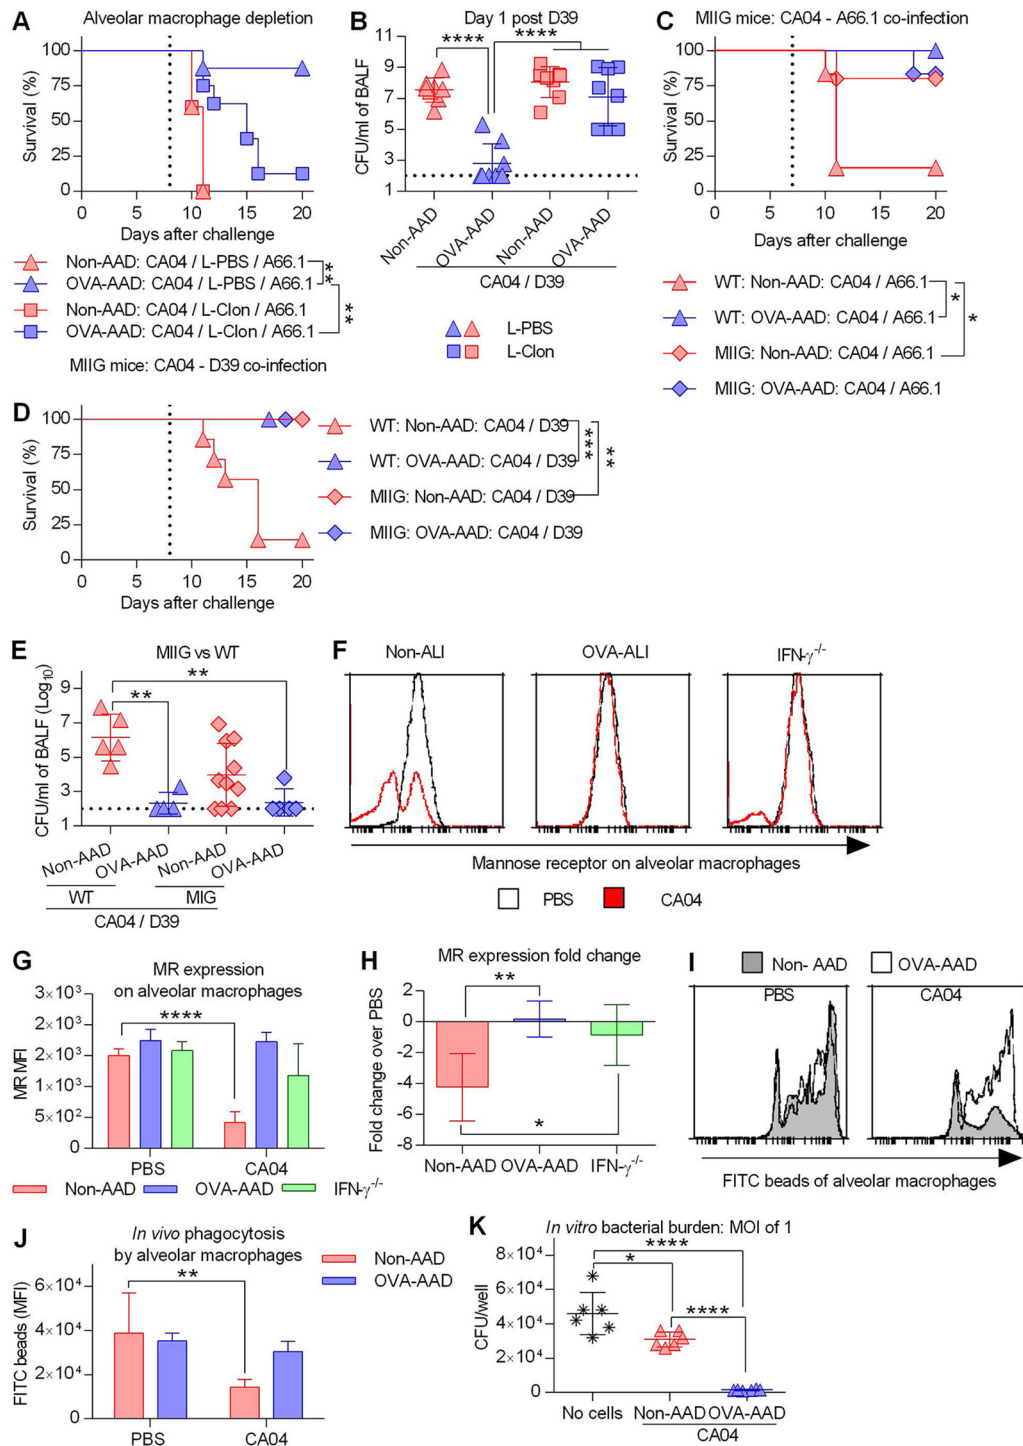 A
Alveolar macrophage depletion
Survival (%)
100
75
50
25
0
0 5 10 15 20
Days after challenge
Non-AAD: CA04 / L-PBS / A66.1
OVA-AAD: CA04 / L-PBS / A66.1
Non-AAD: CA04 / L-Clon / A66.1
OVA-AAD: CA04 / L-Clon / A66.1
**
**
B
Day 1 post D39
**** ****
CFU/ml of BALF
11
9
7
5
3
1
Non-AAD OVA-AAD Non-AAD OVA-AAD
CA04 / D39
L-PBS
L-Clon
C
MIIG mice: CA04 - A66.1 co-infection
Survival (%)
100
75
50
25
0
0 5 10 15 20
Days after challenge
WT: Non-AAD: CA04 / A66.1
WT: OVA-AAD: CA04 / A66.1
MIIG: Non-AAD: CA04 / A66.1
MIIG: OVA-AAD: CA04 / A66.1
*
*
MIIG mice: CA04 - D39 co-infection
D
Survival (%)
100
75
50
25
0
0 5 10 15 20
Days after challenge
WT: Non-AAD: CA04 / D39
WT: OVA-AAD: CA04 / D39
MIIG: Non-AAD: CA04 / D39
MIIG: OVA-AAD: CA04 / D39
***
**
E
MIIG vs WT
**
**
CFU/ml of BALF (Log10)
9
7
5
3
1
Non-AAD OVA-AAD Non-AAD OVA-AAD
WT MIG
CA04 / D39
F
Non-ALI OVA-ALI IFN-γ-/-
Mannose receptor on alveolar macrophages
PBS CA04
G
MR expression
on alveolar macrophages
MR MFI
3×10³
2×10³
2×10³
1×10³
5×10²
0
****
PBS CA04
Non-AAD OVA-AAD IFN-γ-/-
H
MR expression fold change
Fold change over PBS
2
0
-2
-4
-6
-8
**
*
Non-AAD OVA-AAD IFN-γ-/-
I
Non- AAD OVA-AAD
PBS CA04
FITC beads of alveolar macrophages
J
In vivo phagocytosis
by alveolar macrophages
FITC beads (MFI)
6×10⁴
4×10⁴
2×10⁴
0
**
PBS CA04
Non-AAD
OVA-AAD
K
In vitro bacterial burden: MOI of 1
CFU/well
8×10⁴
6×10⁴
4×10⁴
2×10⁴
0
****
*
****
No cells Non-AAD OVA-AAD
CA04